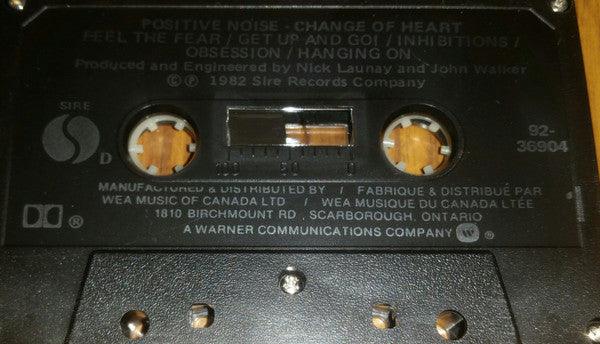 POSITIVE NOISE - CHANGE OF HEART
FEEL THE FEAR / GET UP AND GO! / INHIBITIONS /
OBSESSION / HANGING ON
Produced and Engineered by Nick Launay and John Walker
© ℗ 1982 Sire Records Company
SIRE
D
92-
36904
100 50 0
MANUFACTURED & DISTRIBUTED BY / FABRIQUE & DISTRIBUÉ PAR
WEA MUSIC OF CANADA LTD / WEA MUSIQUE DU CANADA LTÉE
1810 BIRCHMOUNT RD., SCARBOROUGH, ONTARIO
A WARNER COMMUNICATIONS COMPANY ®
®